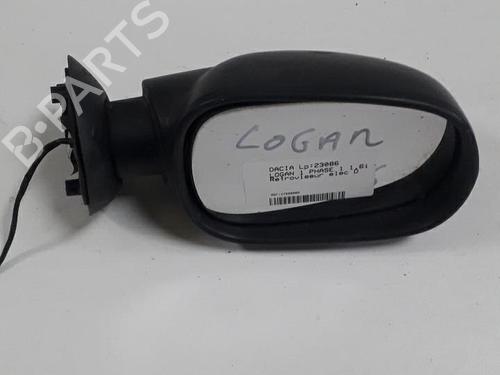 B-PARTS
LOGAN
DACIA Lp:23086
LOGAN 1 PHASE 1 1.6i
Retroviseur elec D